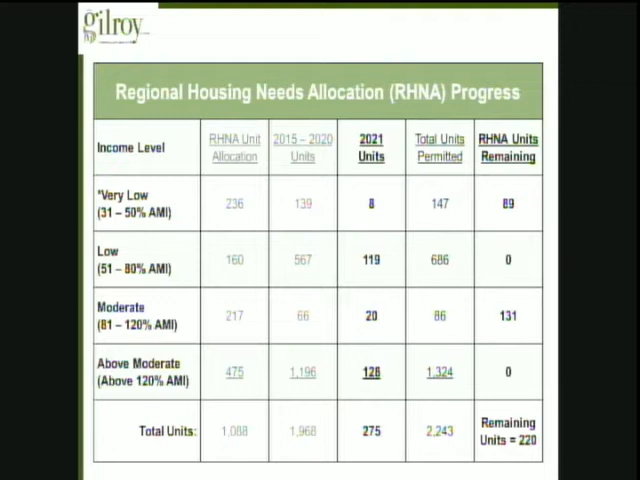 gilroy
Regional Housing Needs Allocation (RHNA) Progress
Income Level
RHNA Unit
Allocation
2015 – 2020
Units
2021
Units
Total Units
Permitted
RHNA Units
Remaining
*Very Low
(31 – 50% AMI)
236
139
8
147
89
Low
(51 – 80% AMI)
160
567
119
686
0
Moderate
(81 – 120% AMI)
217
66
20
86
131
Above Moderate
(Above 120% AMI)
475
1,196
128
1,324
0
Total Units:
1,088
1,968
275
2,243
Remaining
Units = 220